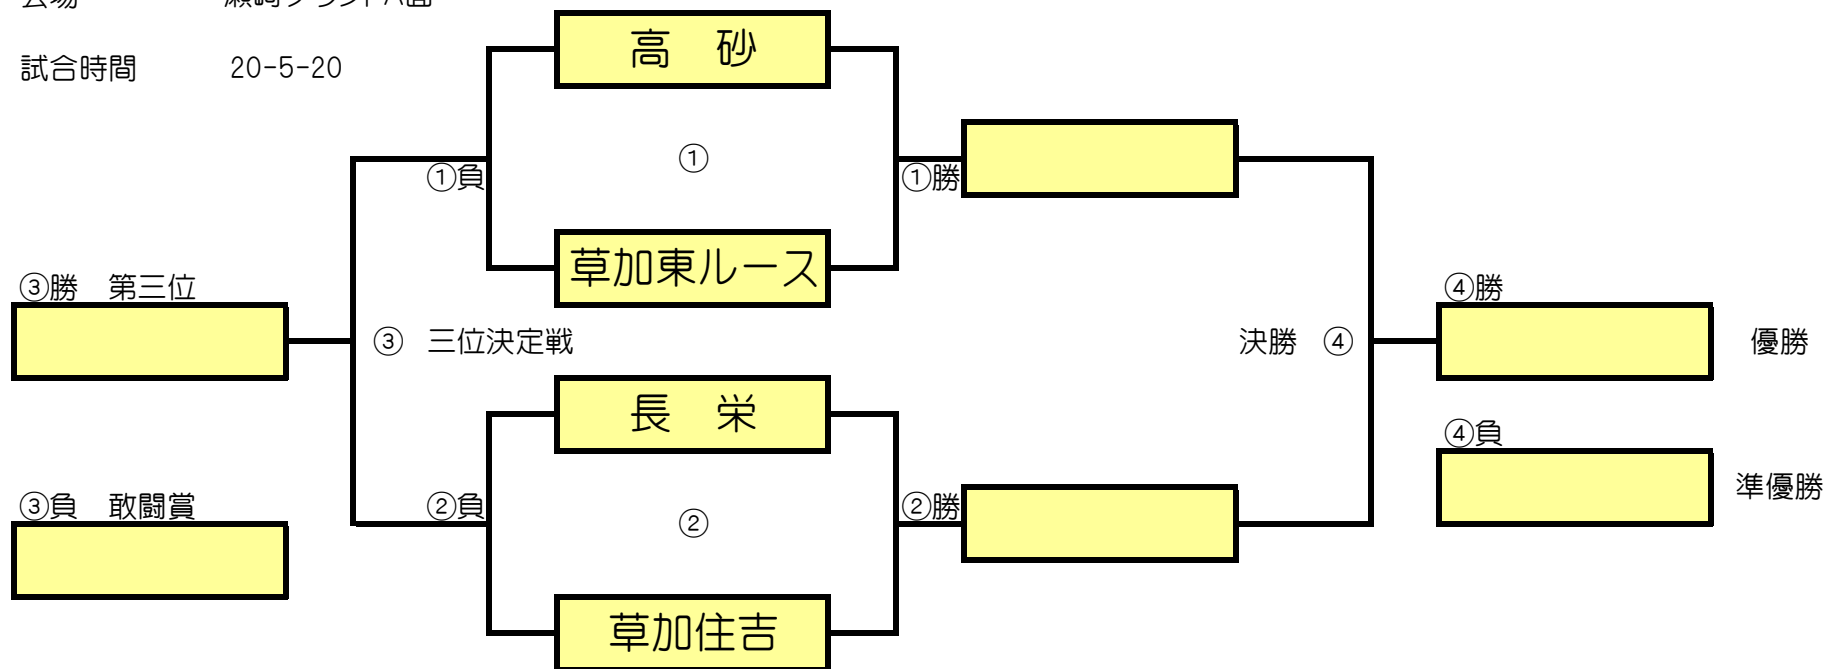 高 砂
試合時間 20-5-20
①
①負
①勝
草加東ルース
③勝 第三位
④勝
③ 三位決定戦
決勝 ④
優勝
長 栄
④負
準優勝
③負 敢闘賞
②負
②
②勝
草加住吉